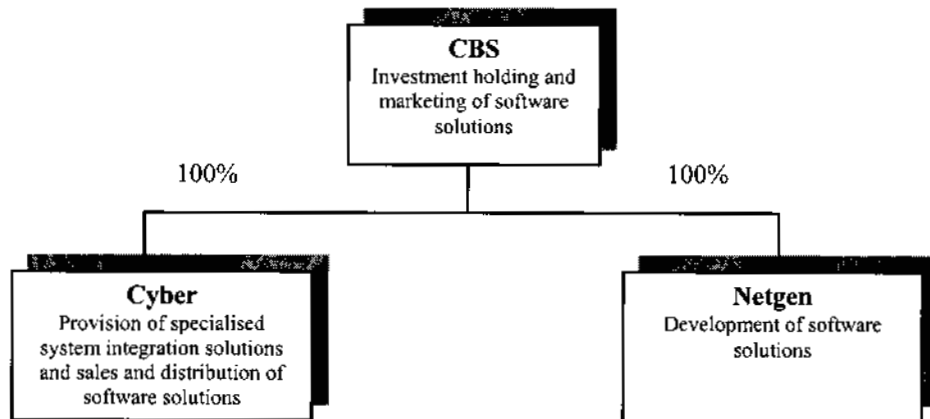 CBS
Investment holding and
marketing of software
solutions
100%
100%
Cyber
Provision of specialised
system integration solutions
and sales and distribution of
software solutions
Netgen
Development of software
solutions